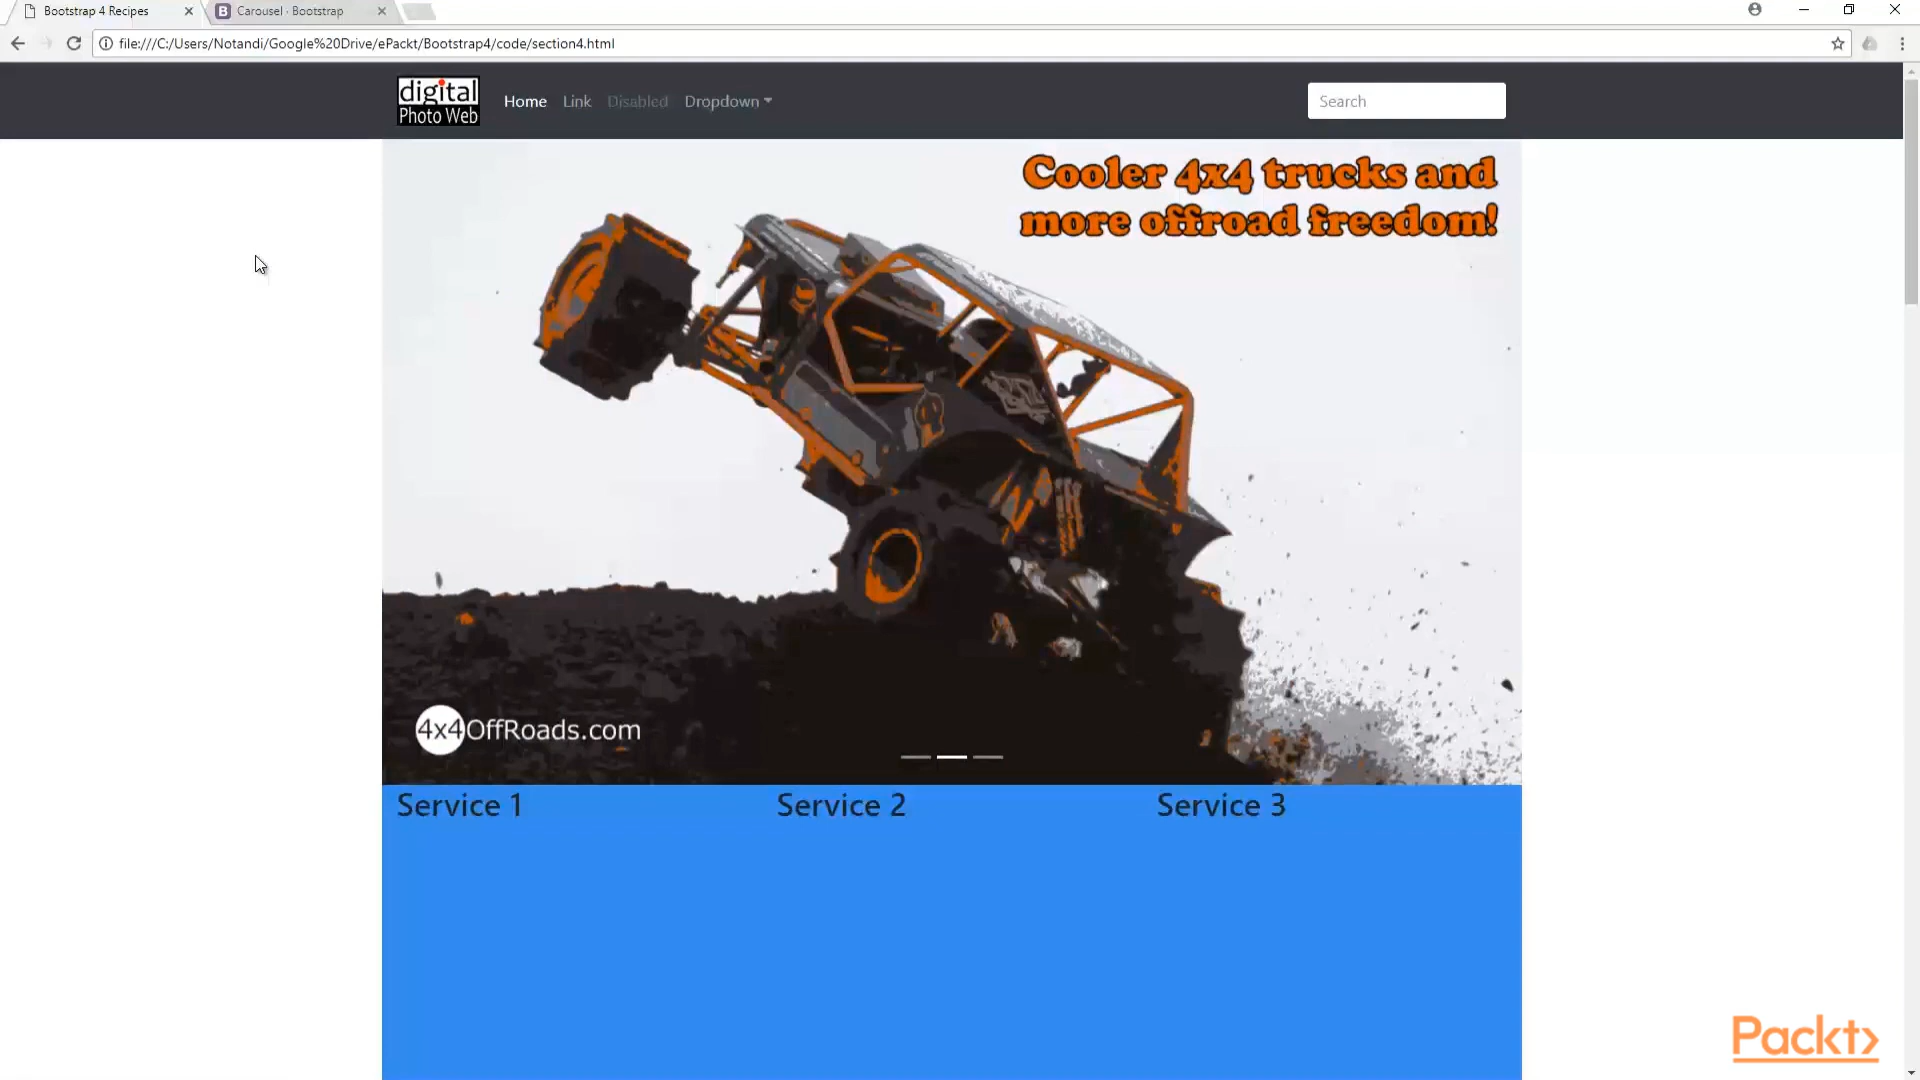 Bootstrap 4 Recipes
Carousel · Bootstrap
file:///C:/Users/Notandi/Google%20Drive/ePackt/Bootstrap4/code/section4.html
digital
Photo Web
Home
Link
Disabled
Dropdown
Search
Cooler 4x4 trucks and
more offroad freedom!
4x4OffRoads.com
Service 1
Service 2
Service 3
Packt